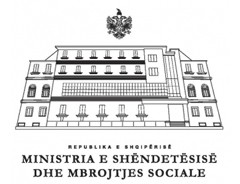 REPUBLIKA E SHQIPËRISË
MINISTRIA E SHËNDETËSISË
DHE MBROJTJES SOCIALE